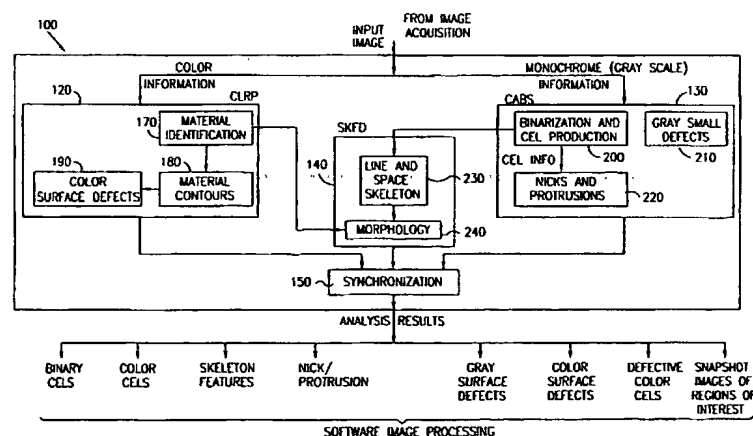 100
INPUT IMAGE
FROM IMAGE ACQUISITION
COLOR INFORMATION
MONOCHROME (GRAY SCALE) INFORMATION
120
CLRP
170
MATERIAL IDENTIFICATION
190
COLOR SURFACE DEFECTS
180
MATERIAL CONTOURS
SKFD
140
LINE AND SPACE SKELETON
230
MORPHOLOGY
240
CABS
130
BINARIZATION AND CEL PRODUCTION
200
GRAY SMALL DEFECTS
210
CEL INFO
NICKS AND PROTRUSIONS
220
150
SYNCHRONIZATION
ANALYSIS RESULTS
BINARY CELS
COLOR CELS
SKELETON FEATURES
NICK/ PROTRUSION
GRAY SURFACE DEFECTS
COLOR SURFACE DEFECTS
DEFECTIVE COLOR CELS
SNAPSHOT IMAGES OF REGIONS OF INTEREST
SOFTWARE IMAGE PROCESSING